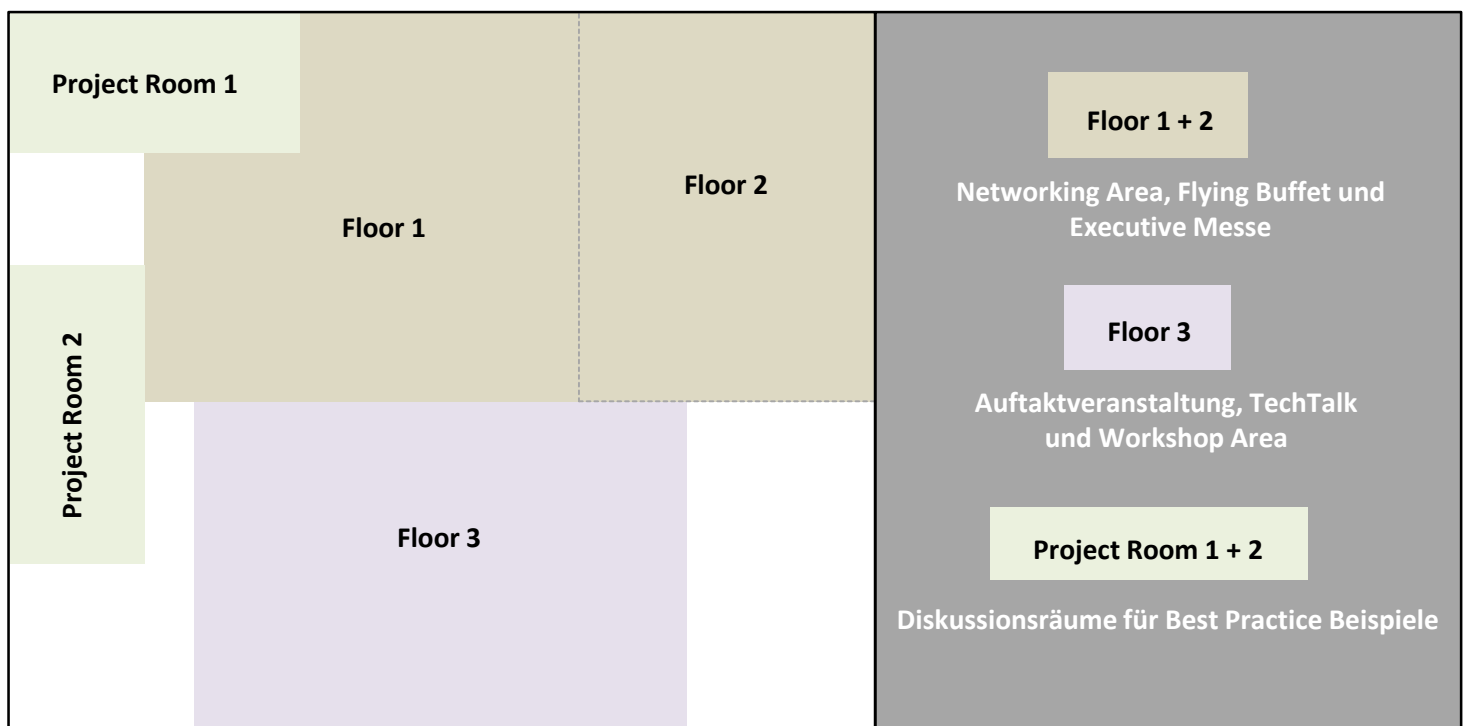 Project Room 1
Floor 1
Floor 2
Project Room 2
Floor 3
Floor 1 + 2
Networking Area, Flying Buffet und
Executive Messe
Floor 3
Auftaktveranstaltung, TechTalk
und Workshop Area
Project Room 1 + 2
Diskussionsräume für Best Practice Beispiele